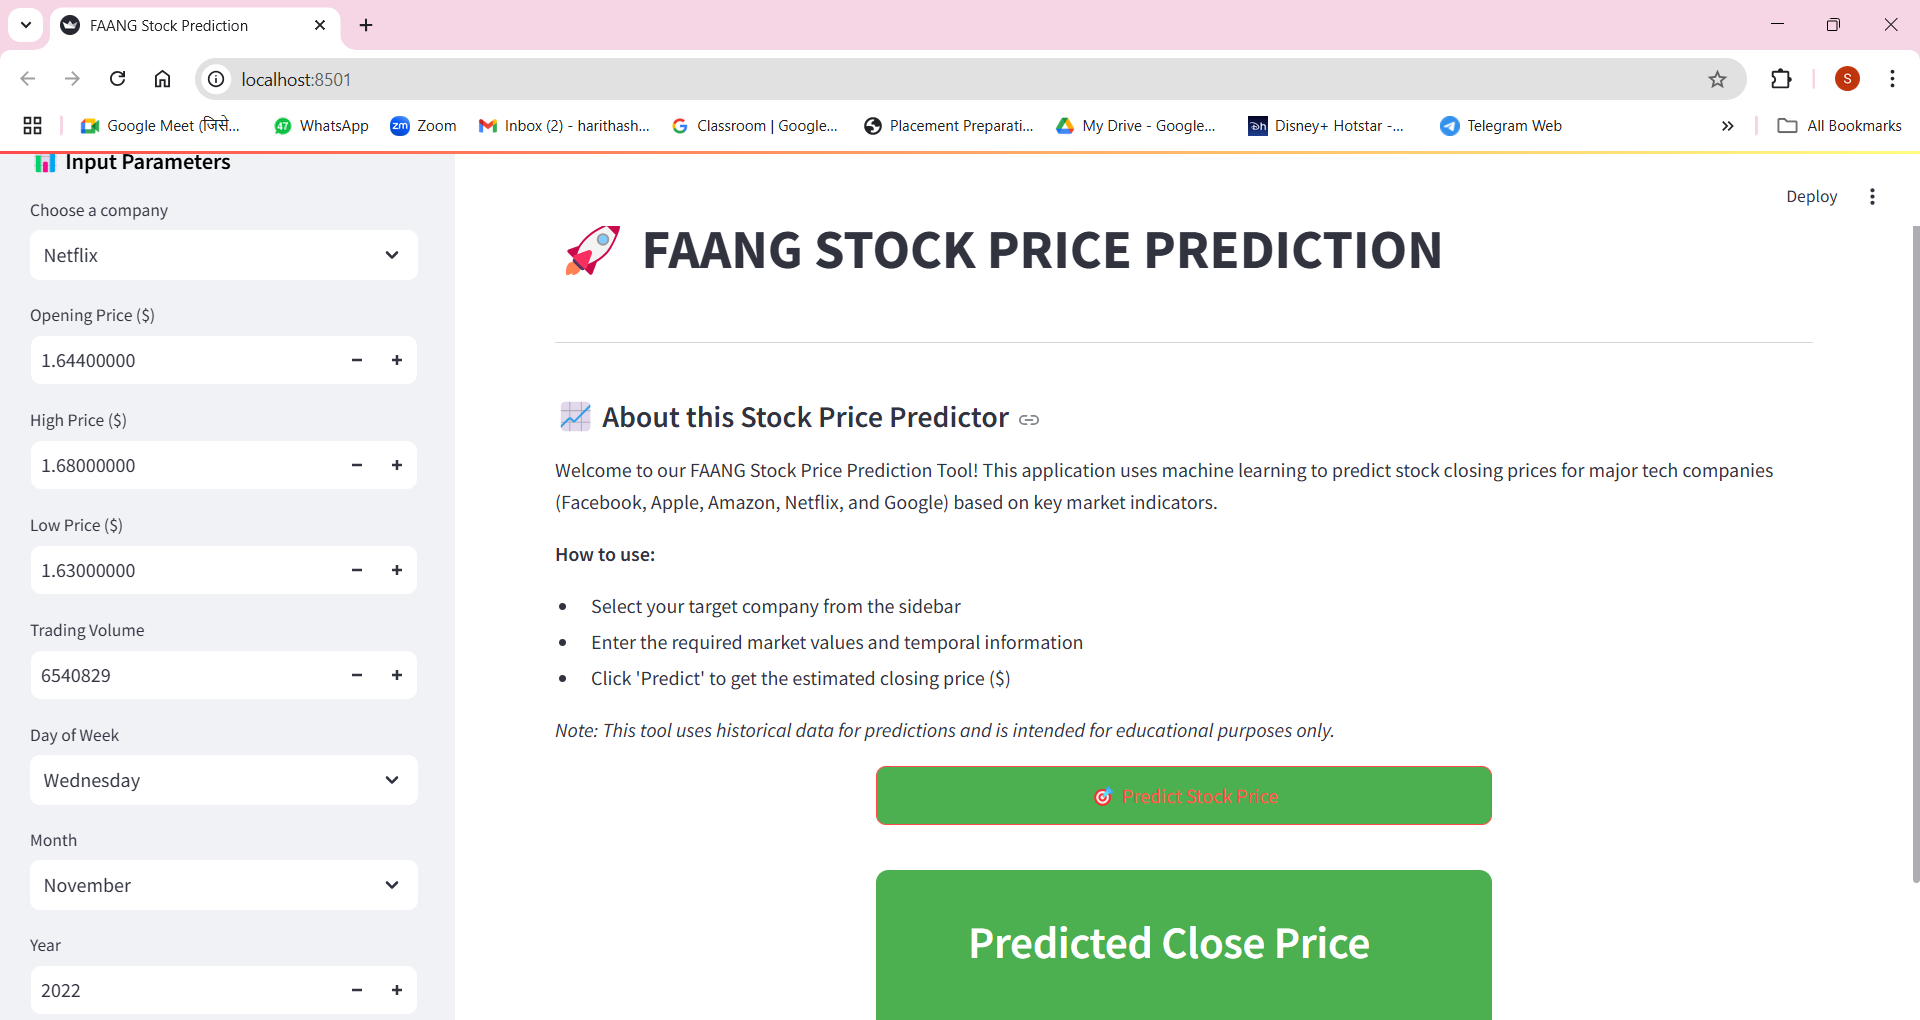 FAANG Stock Prediction
localhost:8501
S
Google Meet (जिसे...
47
WhatsApp
zm
Zoom
Inbox (2) - harithash...
Classroom | Google...
Placement Preparati...
My Drive - Google...
Disney+ Hotstar -...
Telegram Web
All Bookmarks
Input Parameters
Choose a company
Netflix
Opening Price ($)
1.64400000
High Price ($)
1.68000000
Low Price ($)
1.63000000
Trading Volume
6540829
Day of Week
Wednesday
Month
November
Year
2022
Deploy
FAANG STOCK PRICE PREDICTION
About this Stock Price Predictor
Welcome to our FAANG Stock Price Prediction Tool! This application uses machine learning to predict stock closing prices for major tech companies
(Facebook, Apple, Amazon, Netflix, and Google) based on key market indicators.
How to use:
• Select your target company from the sidebar
• Enter the required market values and temporal information
• Click 'Predict' to get the estimated closing price ($)
Note: This tool uses historical data for predictions and is intended for educational purposes only.
Predict Stock Price
Predicted Close Price